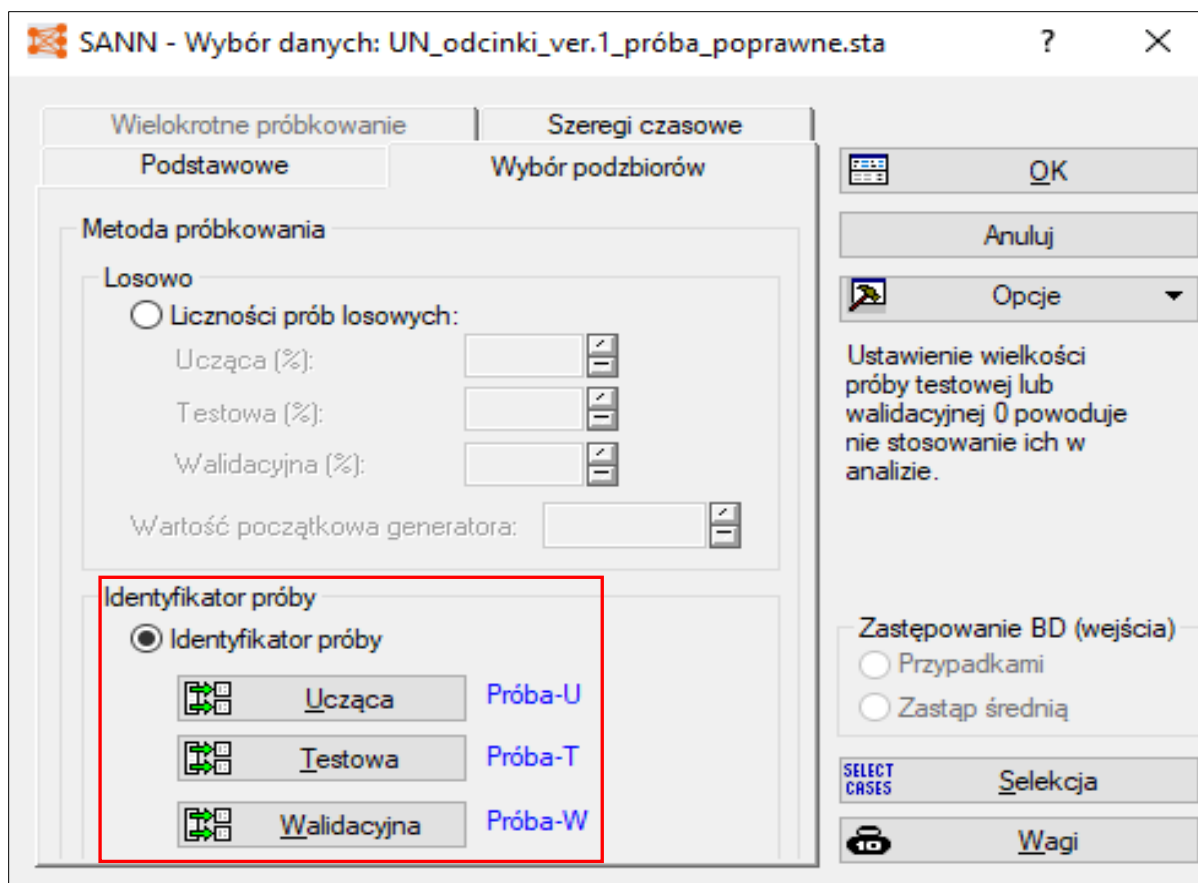 SANN - Wybór danych: UN_odcinki_ver.1_próba_poprawne.sta
?
Wielokrotne próbkowanie
Szeregi czasowe
Podstawowe
Wybór podzbiorów
Metoda próbkowania
Losowo
Liczności prób losowych:
Ucząca (%):
Testowa (%):
Walidacyjna (%):
Wartość początkowa generatora:
Identyfikator próby
Identyfikator próby
Ucząca
Próba-U
Testowa
Próba-T
Walidacyjna
Próba-W
OK
Anuluj
Opcje
Ustawienie wielkości
próby testowej lub
walidacyjnej 0 powoduje
nie stosowanie ich w
analizie.
Zastępowanie BD (wejścia)
Przypadkami
Zastąp średnią
SELECT
CASES
Selekcja
Wagi